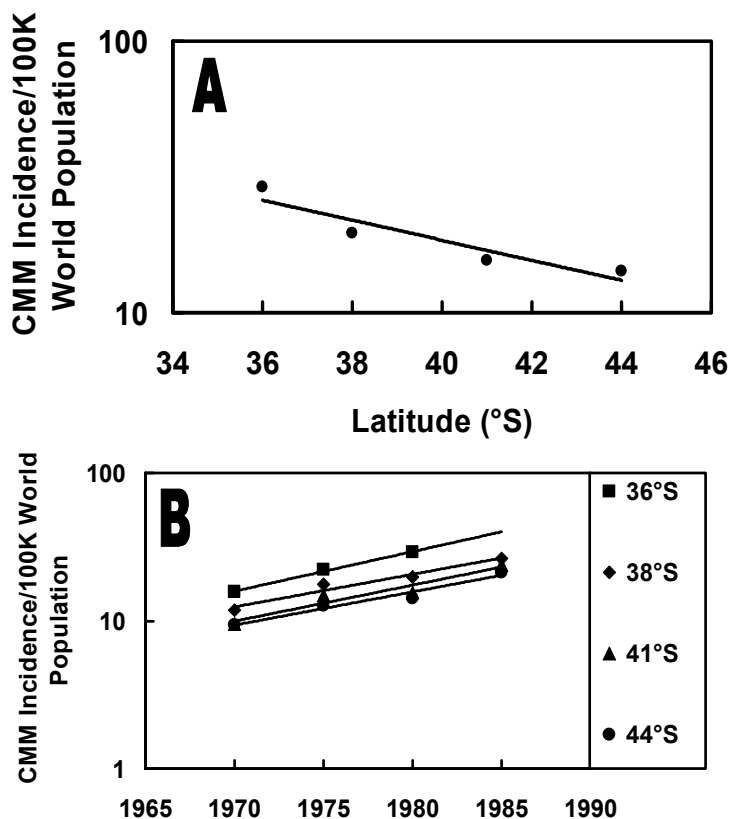 A
CMM Incidence/100K
World Population
100
10
34 36 38 40 42 44 46
Latitude (°S)
B
CMM Incidence/100K World
Population
100
10
1
1965 1970 1975 1980 1985 1990
36°S
38°S
41°S
44°S